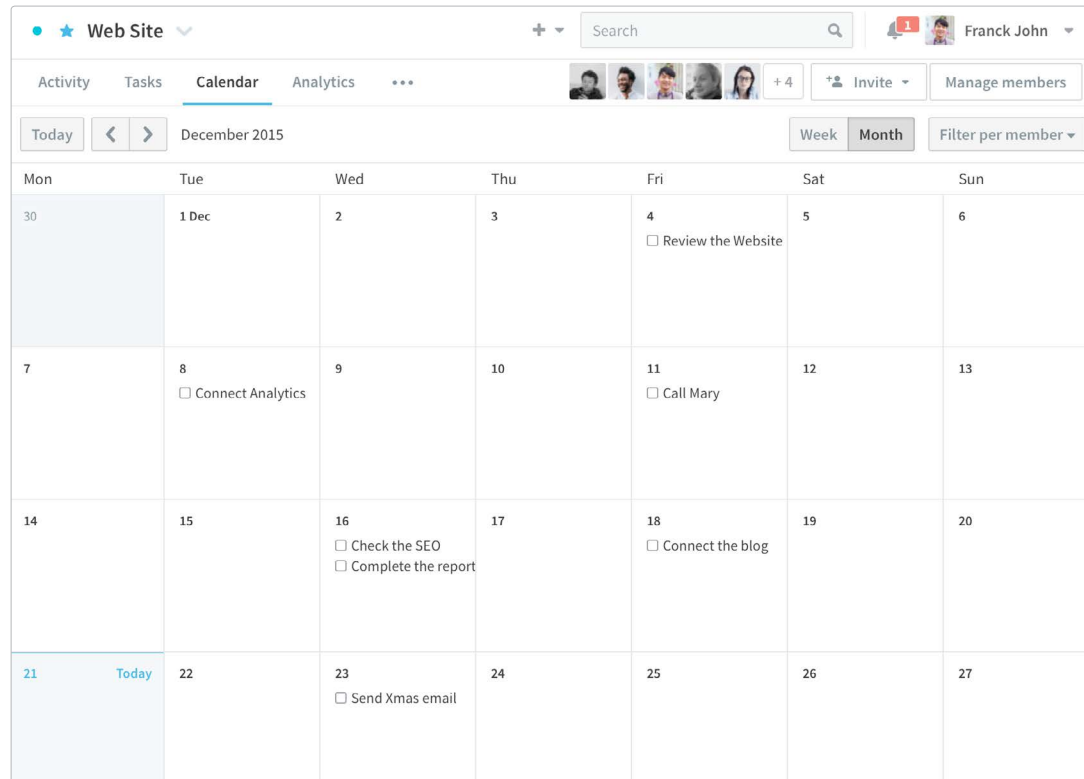 Web Site
Search
1
Franck John
Activity Tasks Calendar Analytics
+ 4
Invite
Manage members
Today
December 2015
Week Month
Filter per member
Mon Tue Wed Thu Fri Sat Sun
30 1 Dec 2 3 4 5 6
Review the Website
7 8 9 10 11 12 13
Connect Analytics Call Mary
14 15 16 17 18 19 20
Check the SEO Connect the blog
Complete the report
21 Today 22 23 24 25 26 27
Send Xmas email